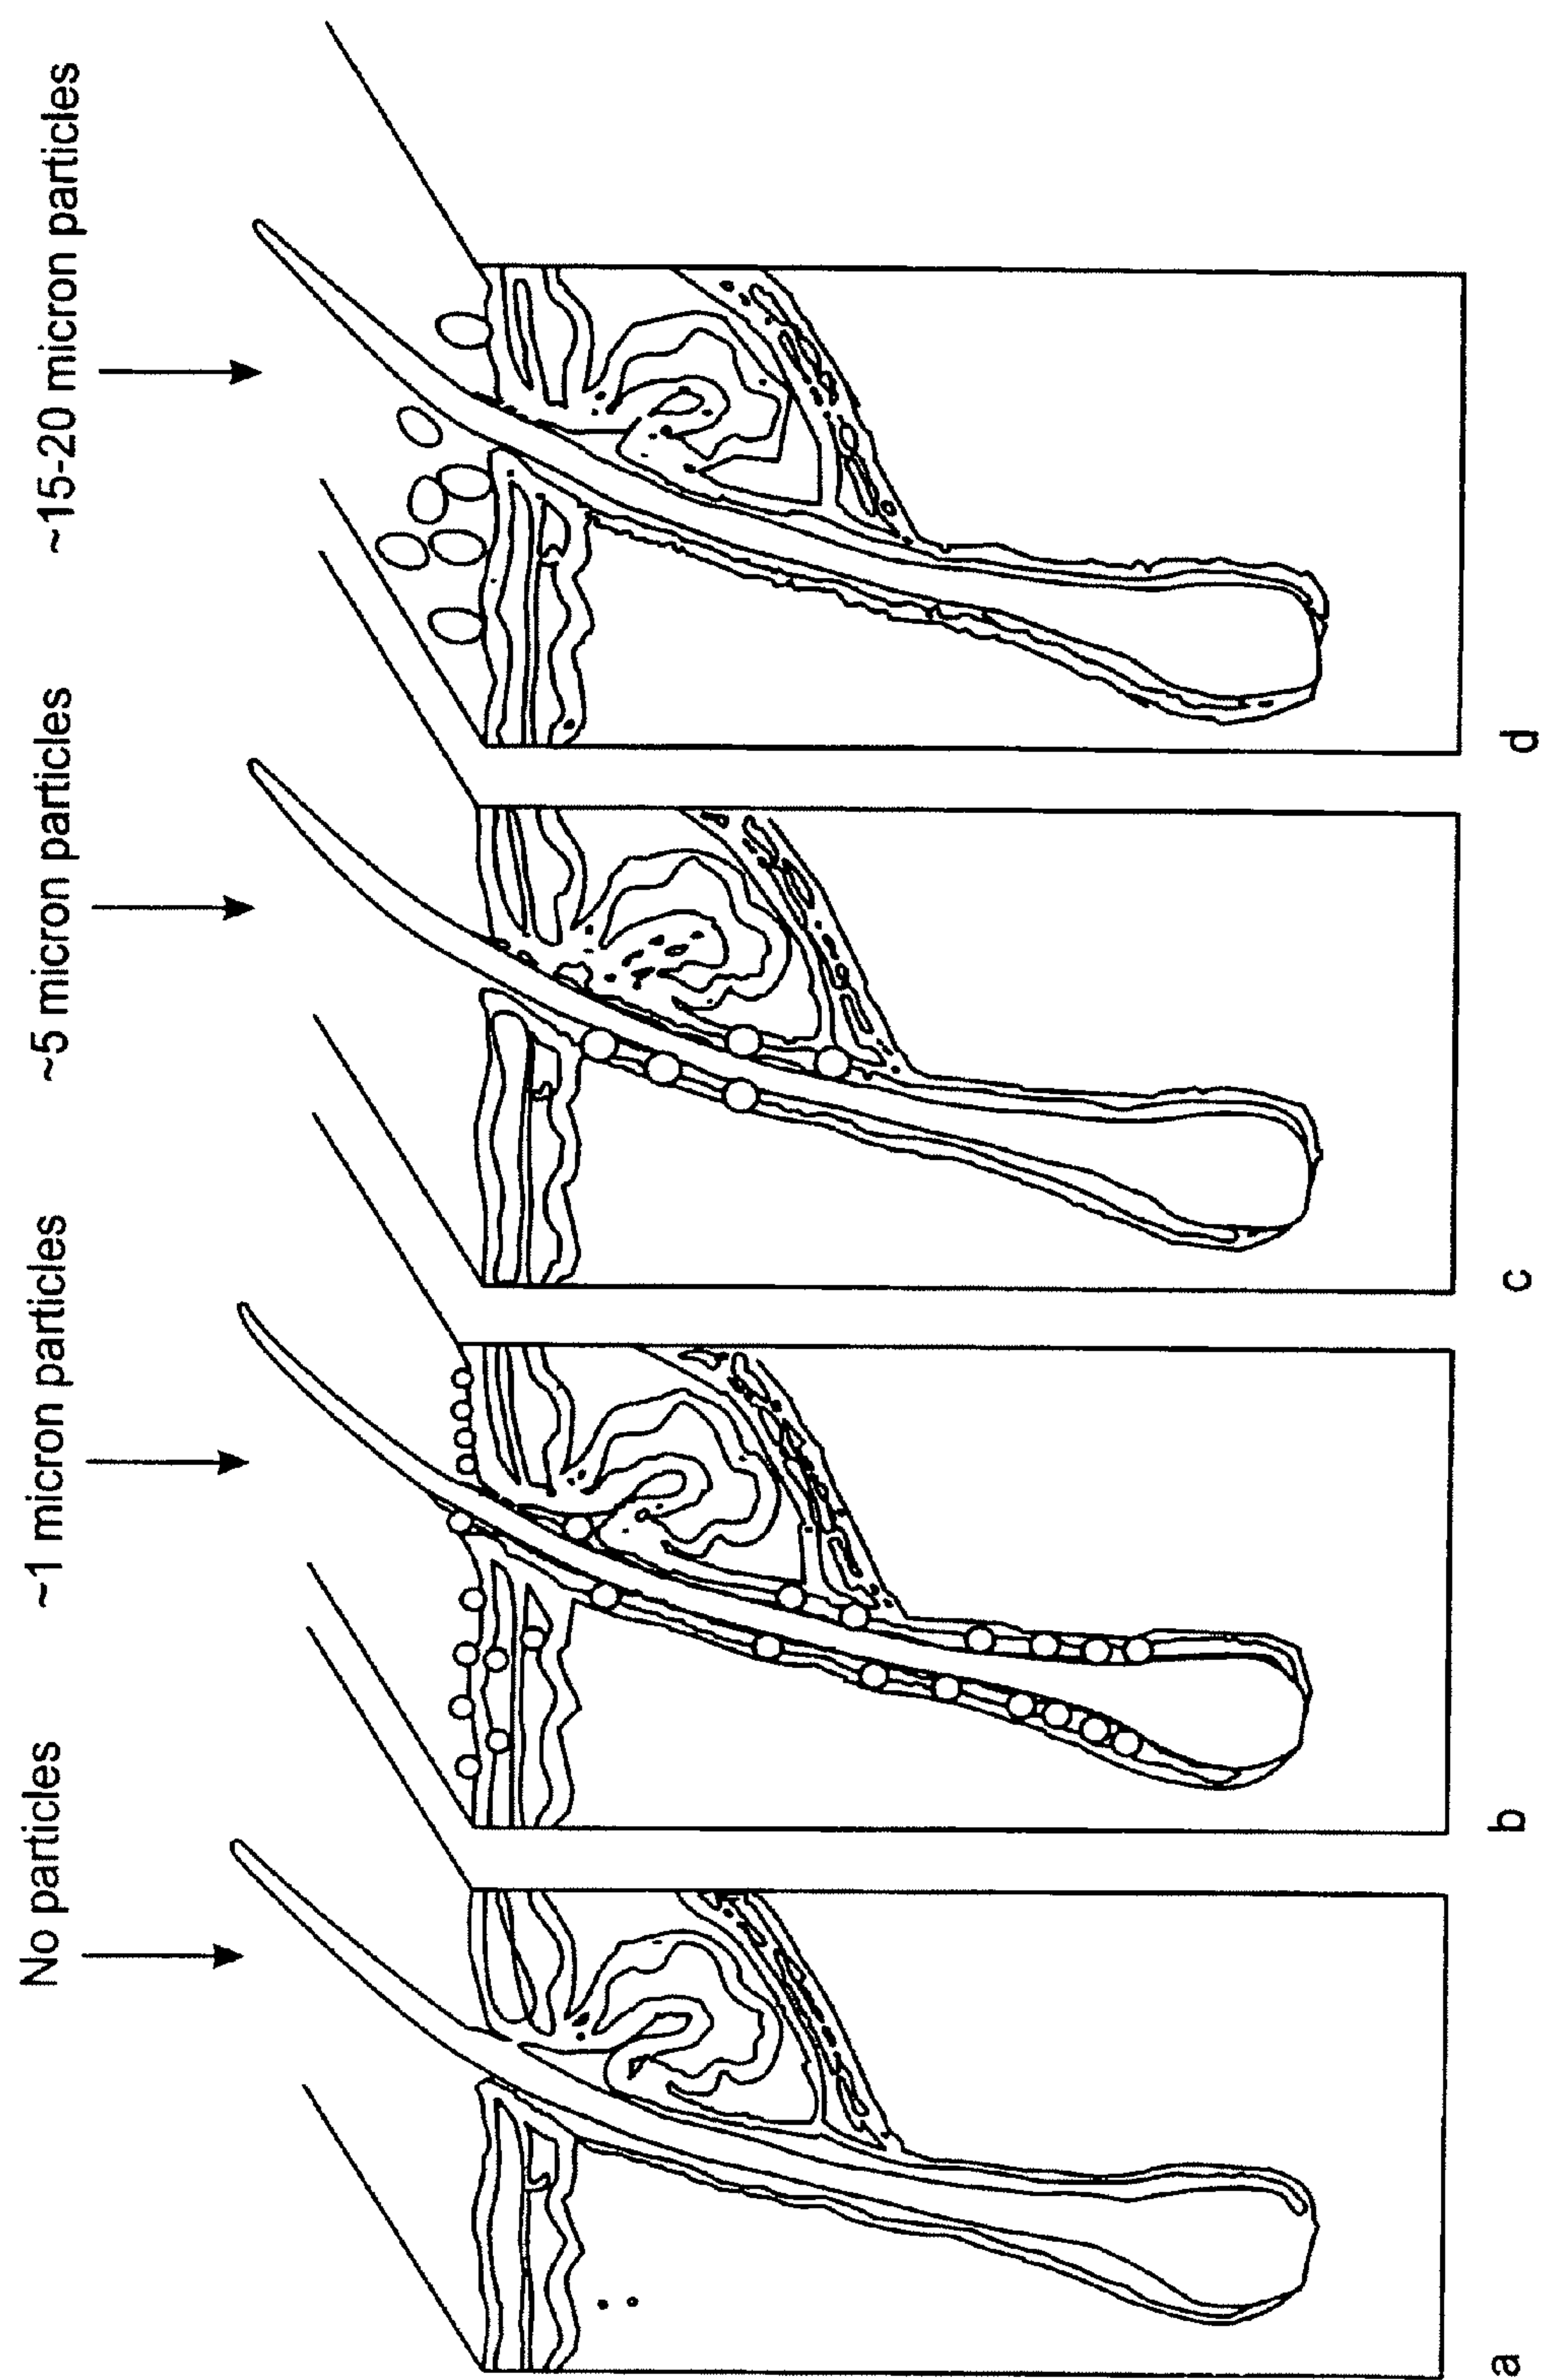 No particles
~1 micron particles
~5 micron particles
~15-20 micron particles
a
b
c
d